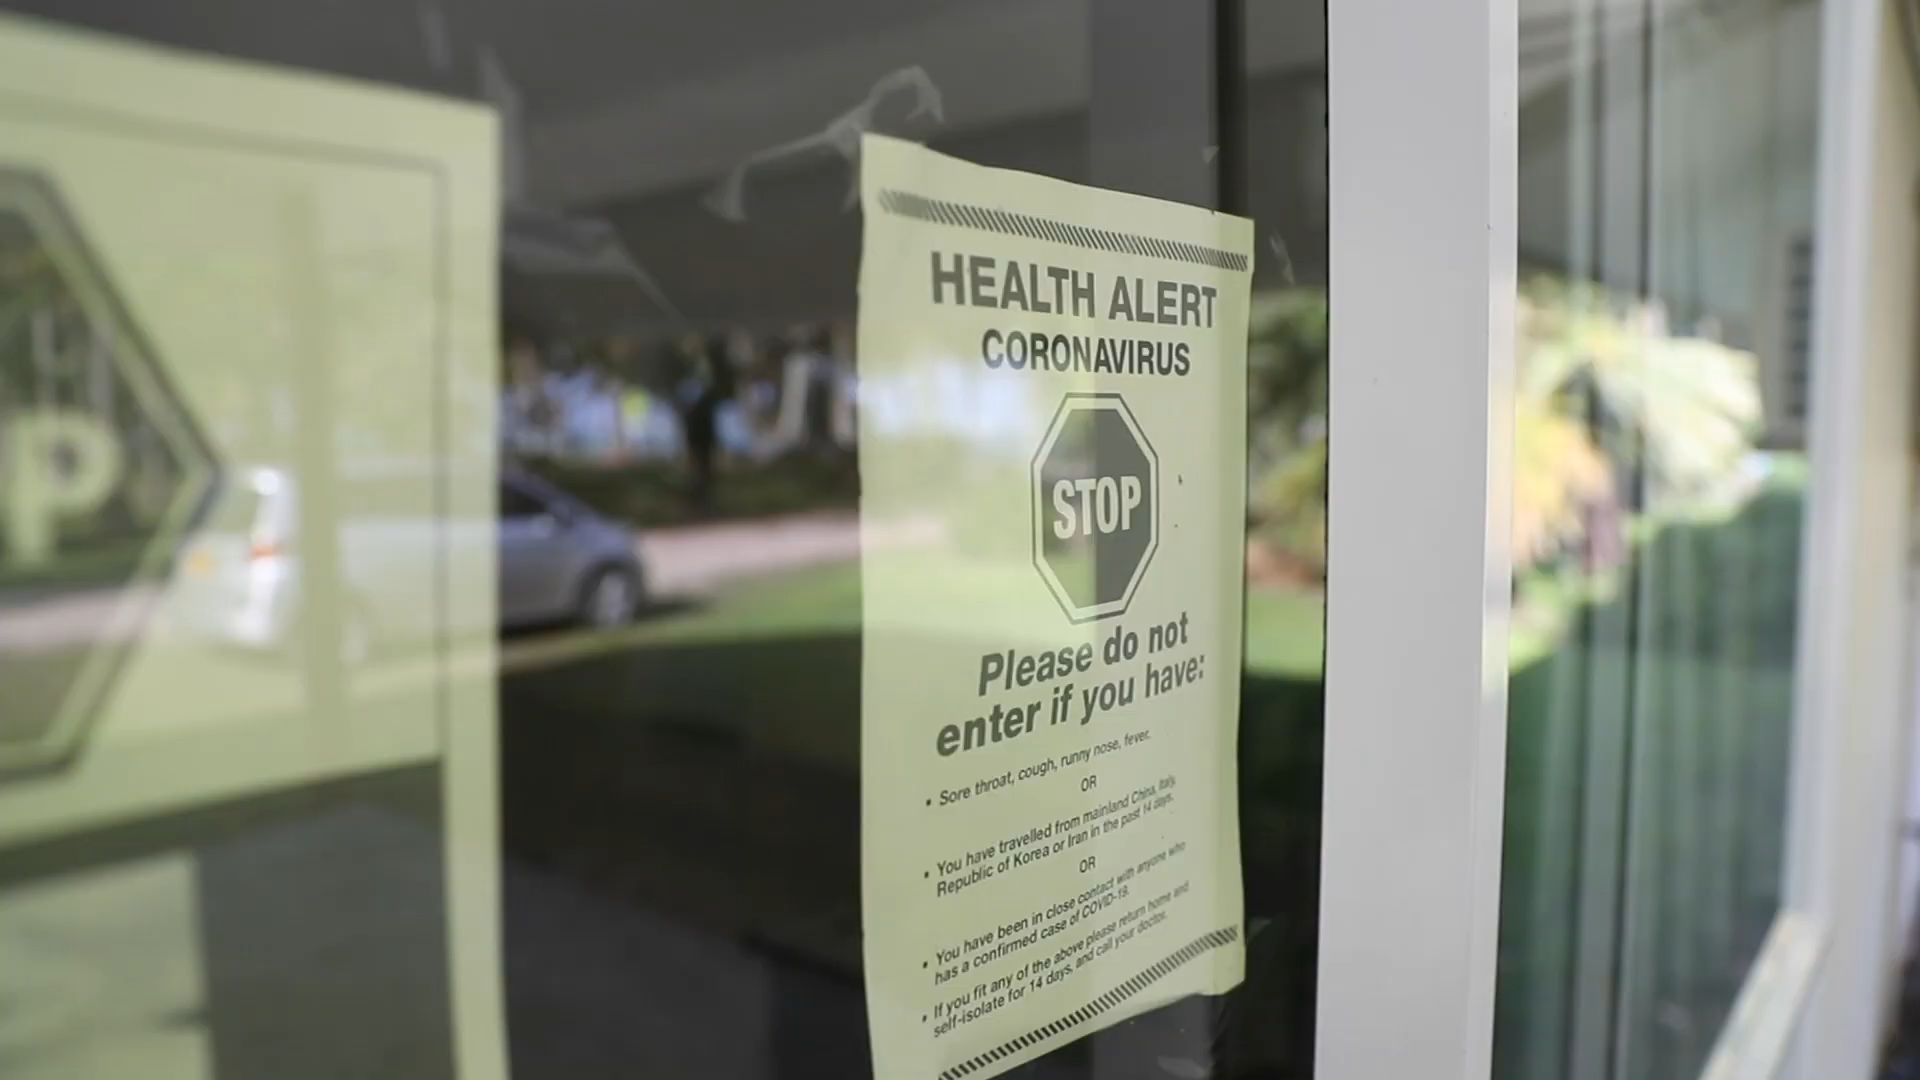 P
HEALTH ALERT
CORONAVIRUS
STOP
Please do not
enter if you have:
• Sore throat, cough, runny nose, fever.
OR
• You have travelled from mainland China, Italy,
Republic of Korea or Iran in the past 14 days.
OR
• You have been in close contact with anyone who
has a confirmed case of COVID-19.
• If you fit any of the above please return home and
self-isolate for 14 days, and call your doctor.